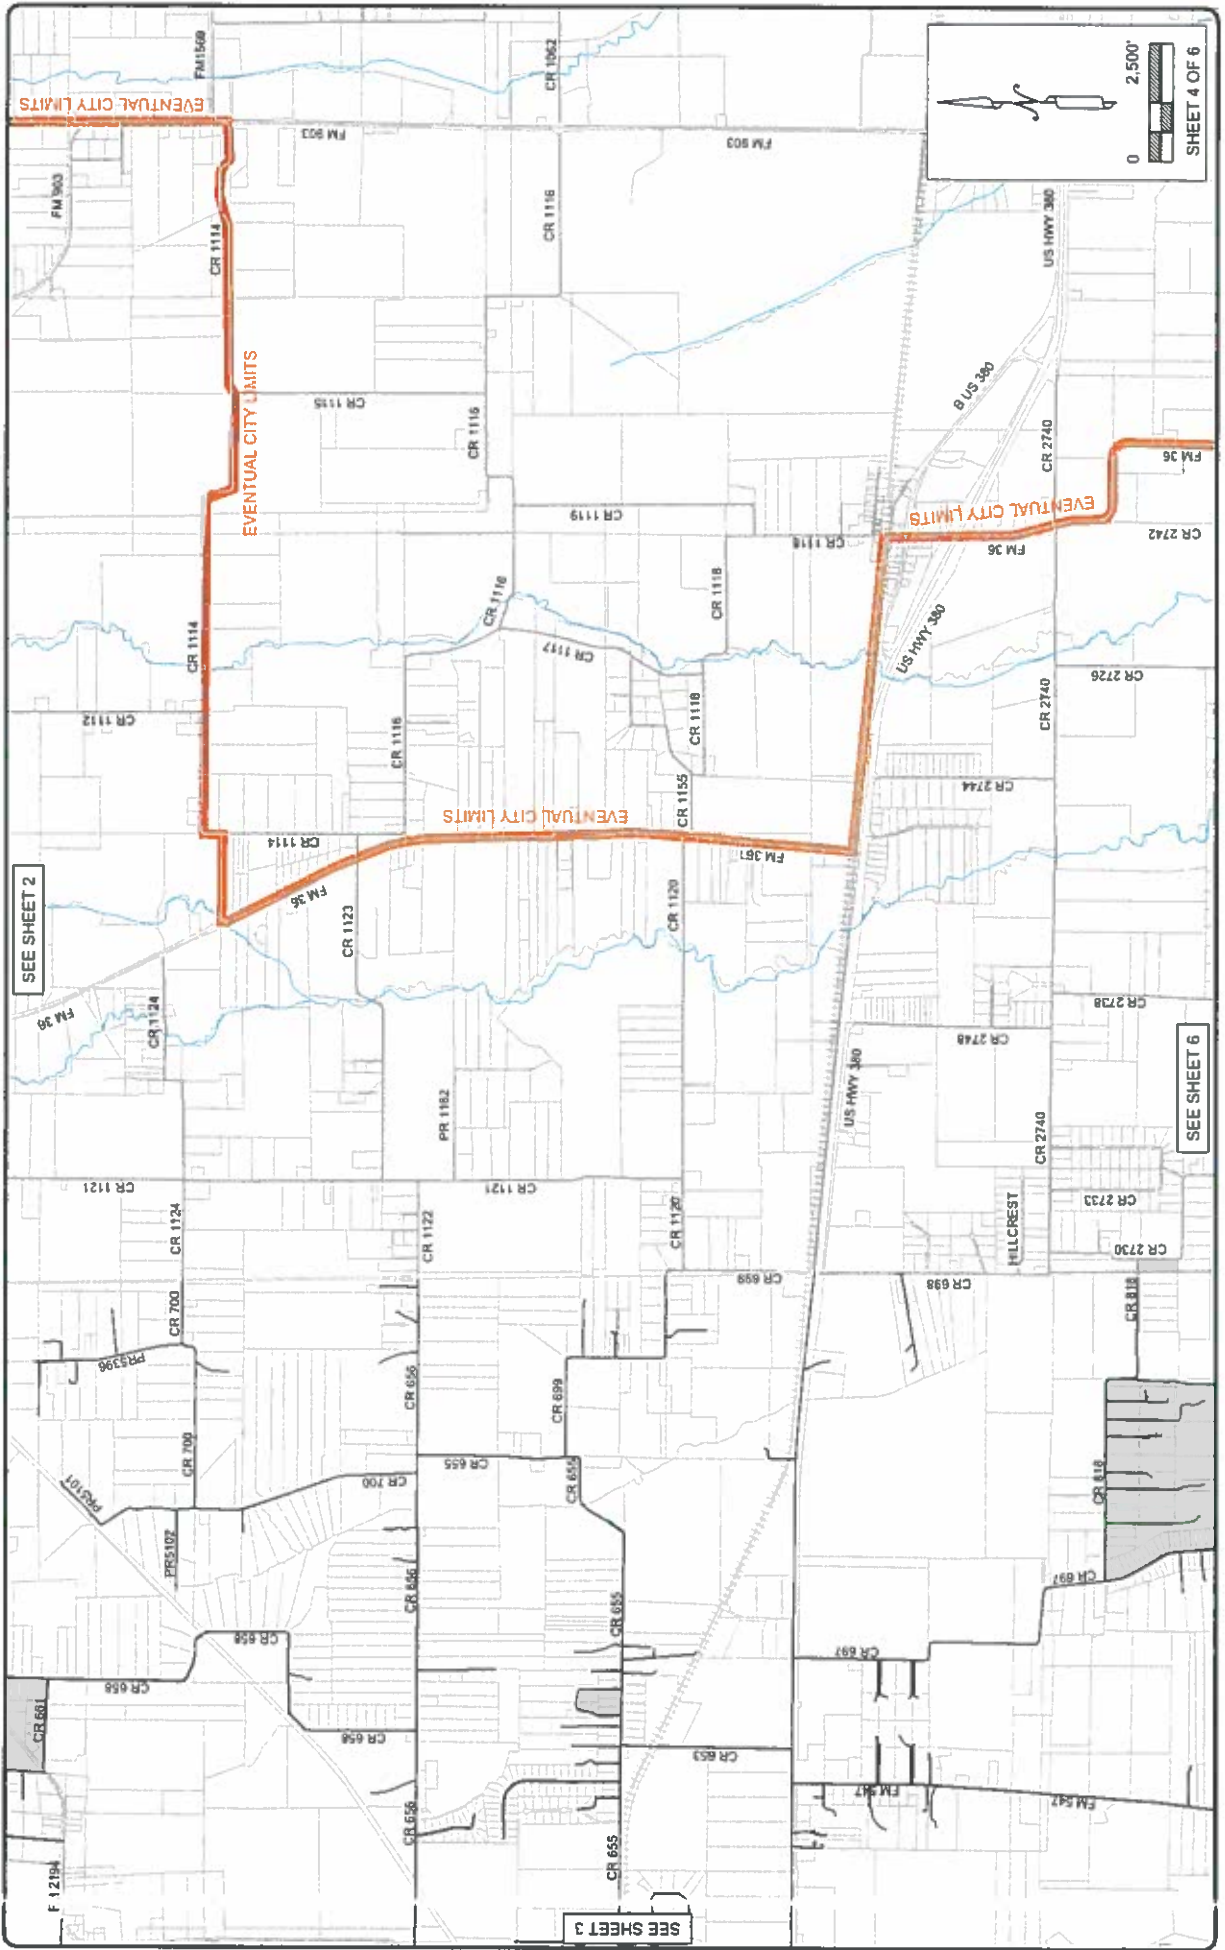 FM1569
EVENTUAL CITY LIMITS
CR 1062
FM 903
FM 903
FM 903
CR 1114
CR 1116
US HWY 380
0 2,500'
SHEET 4 OF 6
EVENTUAL CITY LIMITS
CR 1115
CR 1116
B US 380
CR 2740
FM 36
CR 1119
CR 1118
EVENTUAL CITY LIMITS
FM 36
CR 2742
CR 1114
CR 1116
CR 1117
CR 1118
US HWY 380
CR 2726
CR 1112
CR 1116
CR 1118
CR 2740
CR 1114
EVENTUAL CITY LIMITS
CR 1155
CR 2744
FM 36
FM 361
SEE SHEET 2
CR 1123
CR 1120
FM 36
CR 1124
CR 2738
CR 2748
PR 1162
US HWY 380
CR 2740
SEE SHEET 6
CR 1121
CR 1124
CR 1121
CR 1122
CR 1120
HILLCREST
CR 2733
CR 2730
CR 700
CR 699
CR 698
CR 818
PR5396
CR 656
CR 699
CR 700
CR 700
CR 655
CR 655
CR 818
PR5101
PR5102
CR 656
CR 655
CR 697
CR 658
CR 697
CR 661
CR 658
CR 658
CR 653
CR 656
CR 655
FM 547
FM 547
SEE SHEET 3